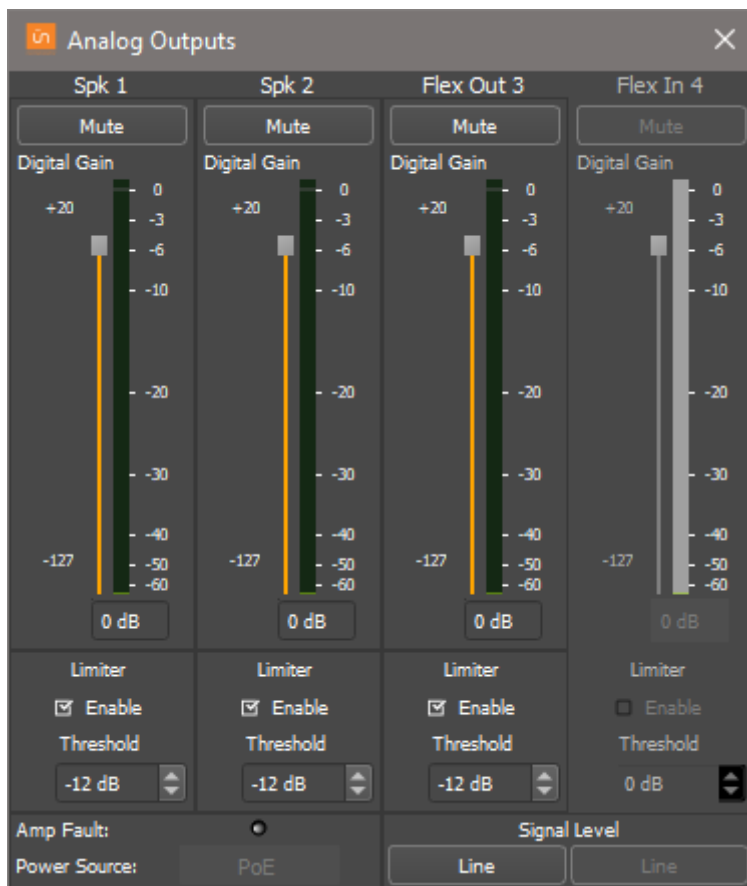 ūn Analog Outputs
Spk 1 Spk 2 Flex Out 3 Flex In 4
Mute Mute Mute Mute
Digital Gain Digital Gain Digital Gain Digital Gain
0 0 0 0
+20 +20 +20 +20
-3 -3 -3 -3
-6 -6 -6 -6
-10 -10 -10 -10
-20 -20 -20 -20
-30 -30 -30 -30
-40 -40 -40 -40
-127 -50 -127 -50 -127 -50 -127 -50
-60 -60 -60 -60
0 dB 0 dB 0 dB 0 dB
Limiter Limiter Limiter Limiter
Enable Enable Enable Enable
Threshold Threshold Threshold Threshold
-12 dB -12 dB -12 dB 0 dB
Amp Fault: Signal Level
Power Source: PoE Line Line